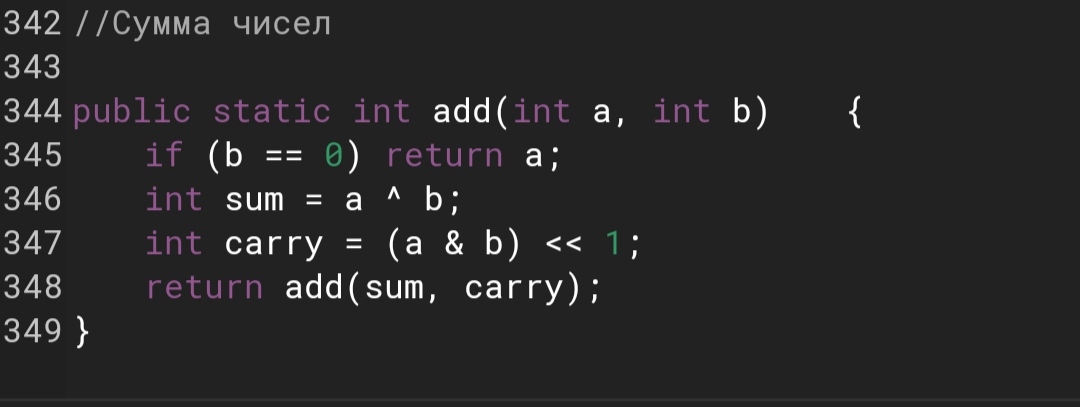 342 //Сумма чисел
343
344 public static int add(int a, int b)    {
345     if (b == 0) return a;
346     int sum = a ^ b;
347     int carry = (a & b) << 1;
348     return add(sum, carry);
349 }